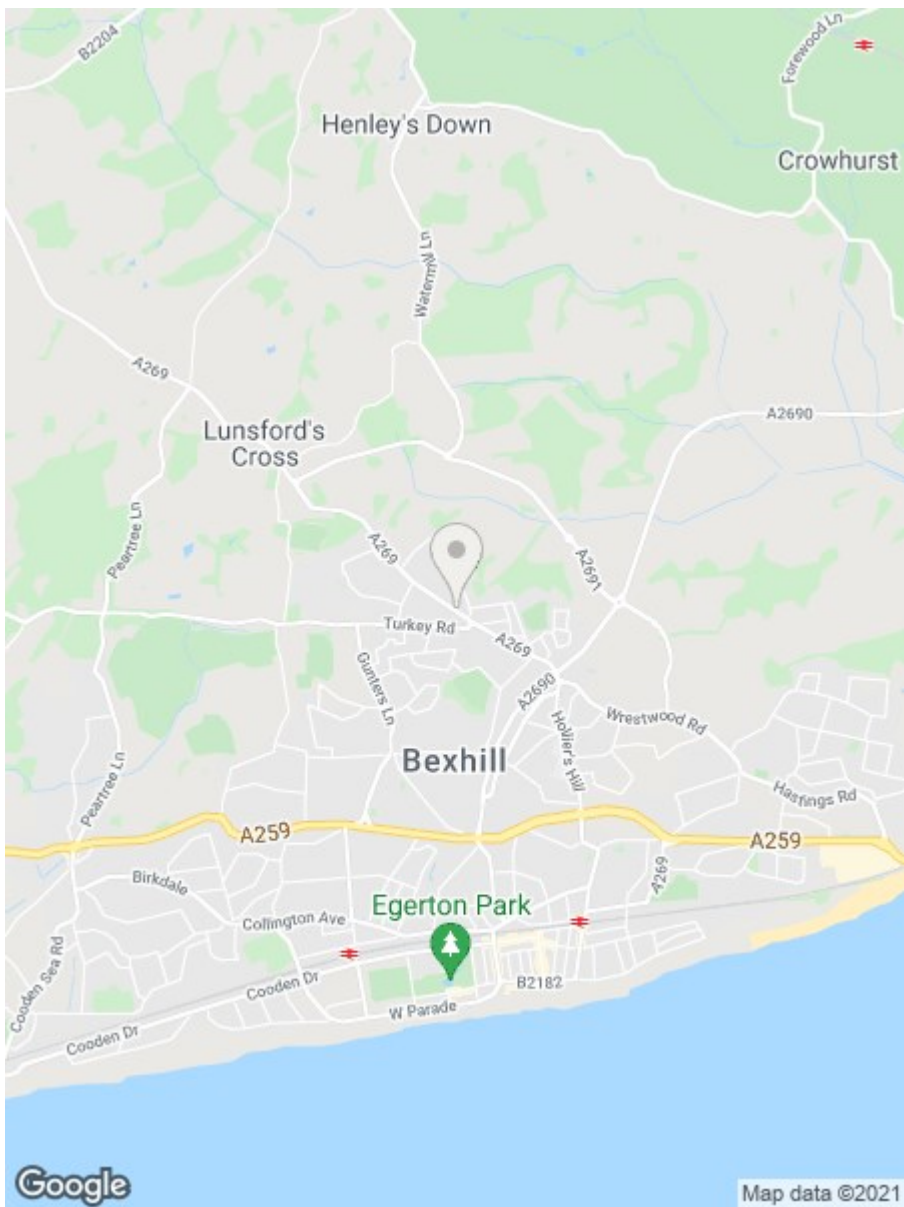 B2204
Forewood Ln
Henley's Down
Crowhurst
Watermill Ln
A269
A2690
Lunsford's
Cross
Peartree Ln
A269
A2691
Turkey Rd
A269
Gunters Ln
A2690
Hollier's Hill
Wrestwood Rd
Bexhill
Peartree Ln
Hastings Rd
A259
A259
Birkdale
A269
Egerton Park
Collington Ave
Cooden Sea Rd
Cooden Dr
B2182
W Parade
Cooden Dr
Google
Map data ©2021